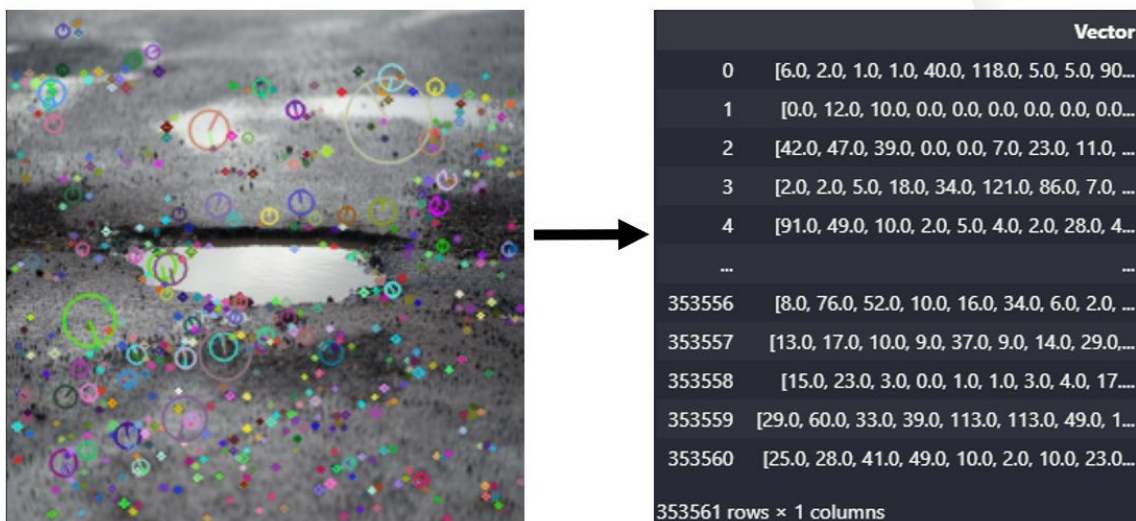 Vector
0 [6.0, 2.0, 1.0, 1.0, 40.0, 118.0, 5.0, 5.0, 90...
1 [0.0, 12.0, 10.0, 0.0, 0.0, 0.0, 0.0, 0.0, 0.0...
2 [42.0, 47.0, 39.0, 0.0, 0.0, 7.0, 23.0, 11.0, ...
3 [2.0, 2.0, 5.0, 18.0, 34.0, 121.0, 86.0, 7.0, ...
4 [91.0, 49.0, 10.0, 2.0, 5.0, 4.0, 2.0, 28.0, 4...
... ...
353556 [8.0, 76.0, 52.0, 10.0, 16.0, 34.0, 6.0, 2.0, ...
353557 [13.0, 17.0, 10.0, 9.0, 37.0, 9.0, 14.0, 29.0,...
353558 [15.0, 23.0, 3.0, 0.0, 1.0, 1.0, 3.0, 4.0, 17....
353559 [29.0, 60.0, 33.0, 39.0, 113.0, 113.0, 49.0, 1...
353560 [25.0, 28.0, 41.0, 49.0, 10.0, 2.0, 10.0, 23.0...
353561 rows × 1 columns